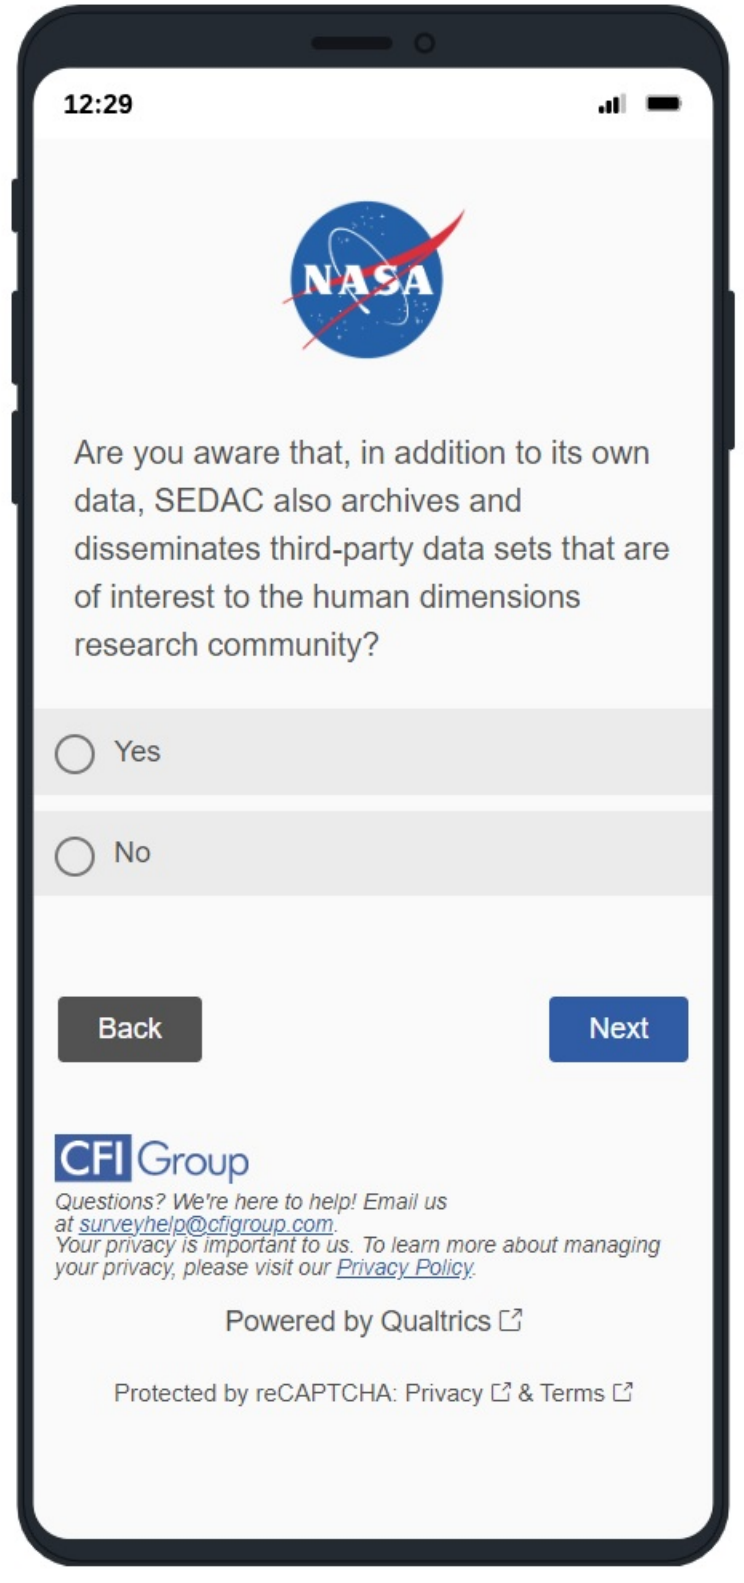 12:29
NASA
Are you aware that, in addition to its own
data, SEDAC also archives and
disseminates third-party data sets that are
of interest to the human dimensions
research community?
Yes
No
Back
Next
CFI Group
Questions? We're here to help! Email us
at surveyhelp@cfigroup.com.
Your privacy is important to us. To learn more about managing
your privacy, please visit our Privacy Policy.
Powered by Qualtrics
Protected by reCAPTCHA: Privacy & Terms